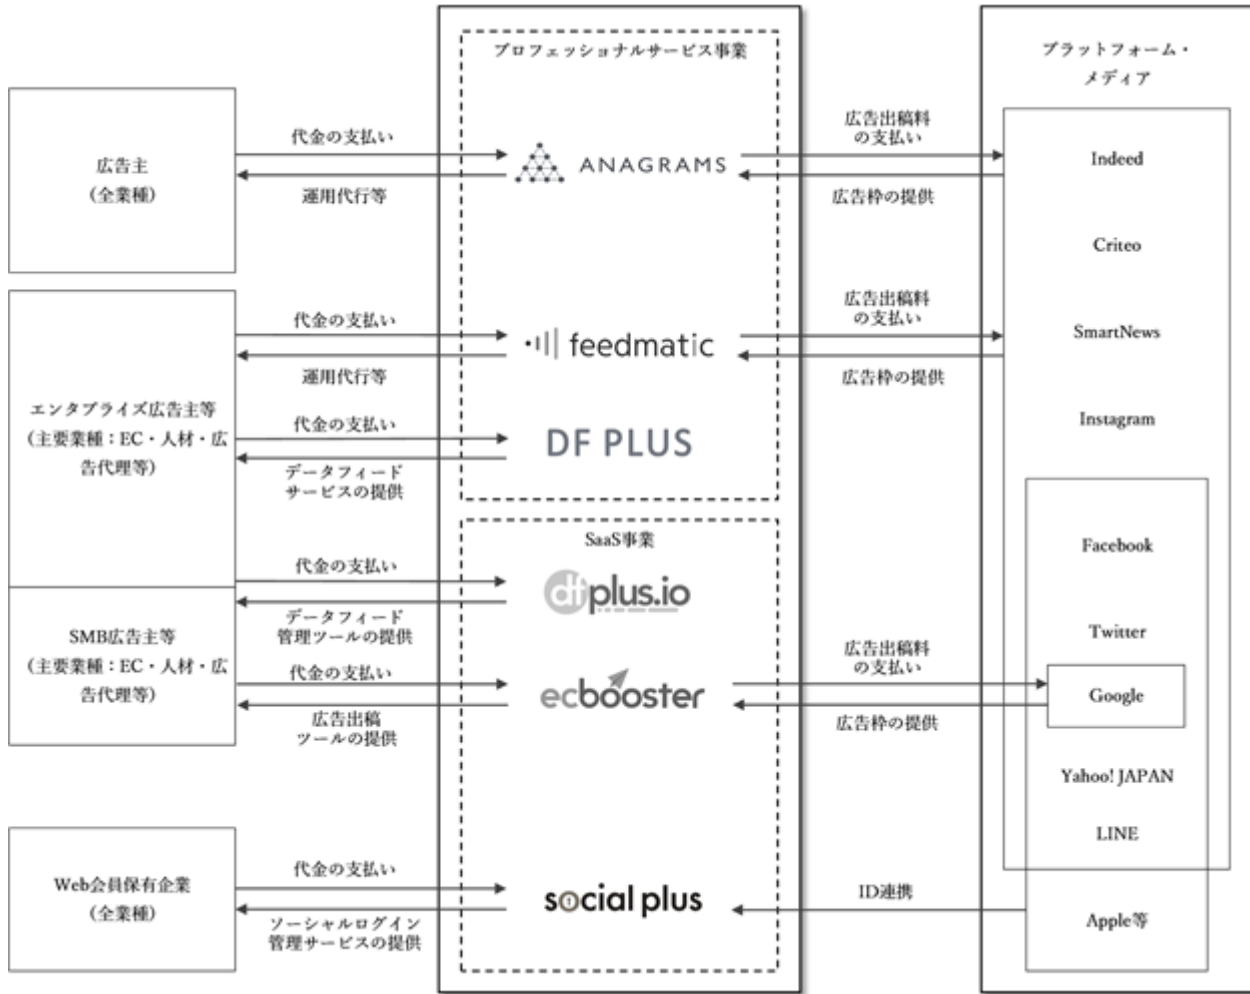 プロフェッショナルサービス事業
プラットフォーム・
メディア
広告主
(全業種)
代金の支払い
運用代行等
ANAGRAMS
広告出稿料
の支払い
広告枠の提供
Indeed
Criteo
エンタプライズ広告主等
(主要業種:EC・人材・広
告代理等)
代金の支払い
運用代行等
feedmatic
広告出稿料
の支払い
広告枠の提供
SmartNews
Instagram
代金の支払い
データフィード
サービスの提供
DF PLUS
SaaS事業
代金の支払い
データフィード
管理ツールの提供
dfplus.io
Facebook
Twitter
SMB広告主等
(主要業種:EC・人材・広
告代理等)
代金の支払い
広告出稿
ツールの提供
ecbooster
広告出稿料
の支払い
広告枠の提供
Google
Yahoo! JAPAN
LINE
Web会員保有企業
(全業種)
代金の支払い
ソーシャルログイン
管理サービスの提供
social plus
ID連携
Apple等